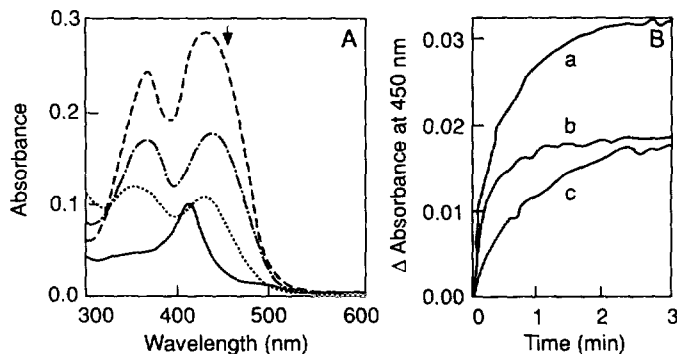 A
Absorbance
0.3
0.2
0.1
0.0
300 400 500 600
Wavelength (nm)
B
Δ Absorbance at 450 nm
0.03
0.02
0.01
0.00
a
b
c
0 1 2 3
Time (min)